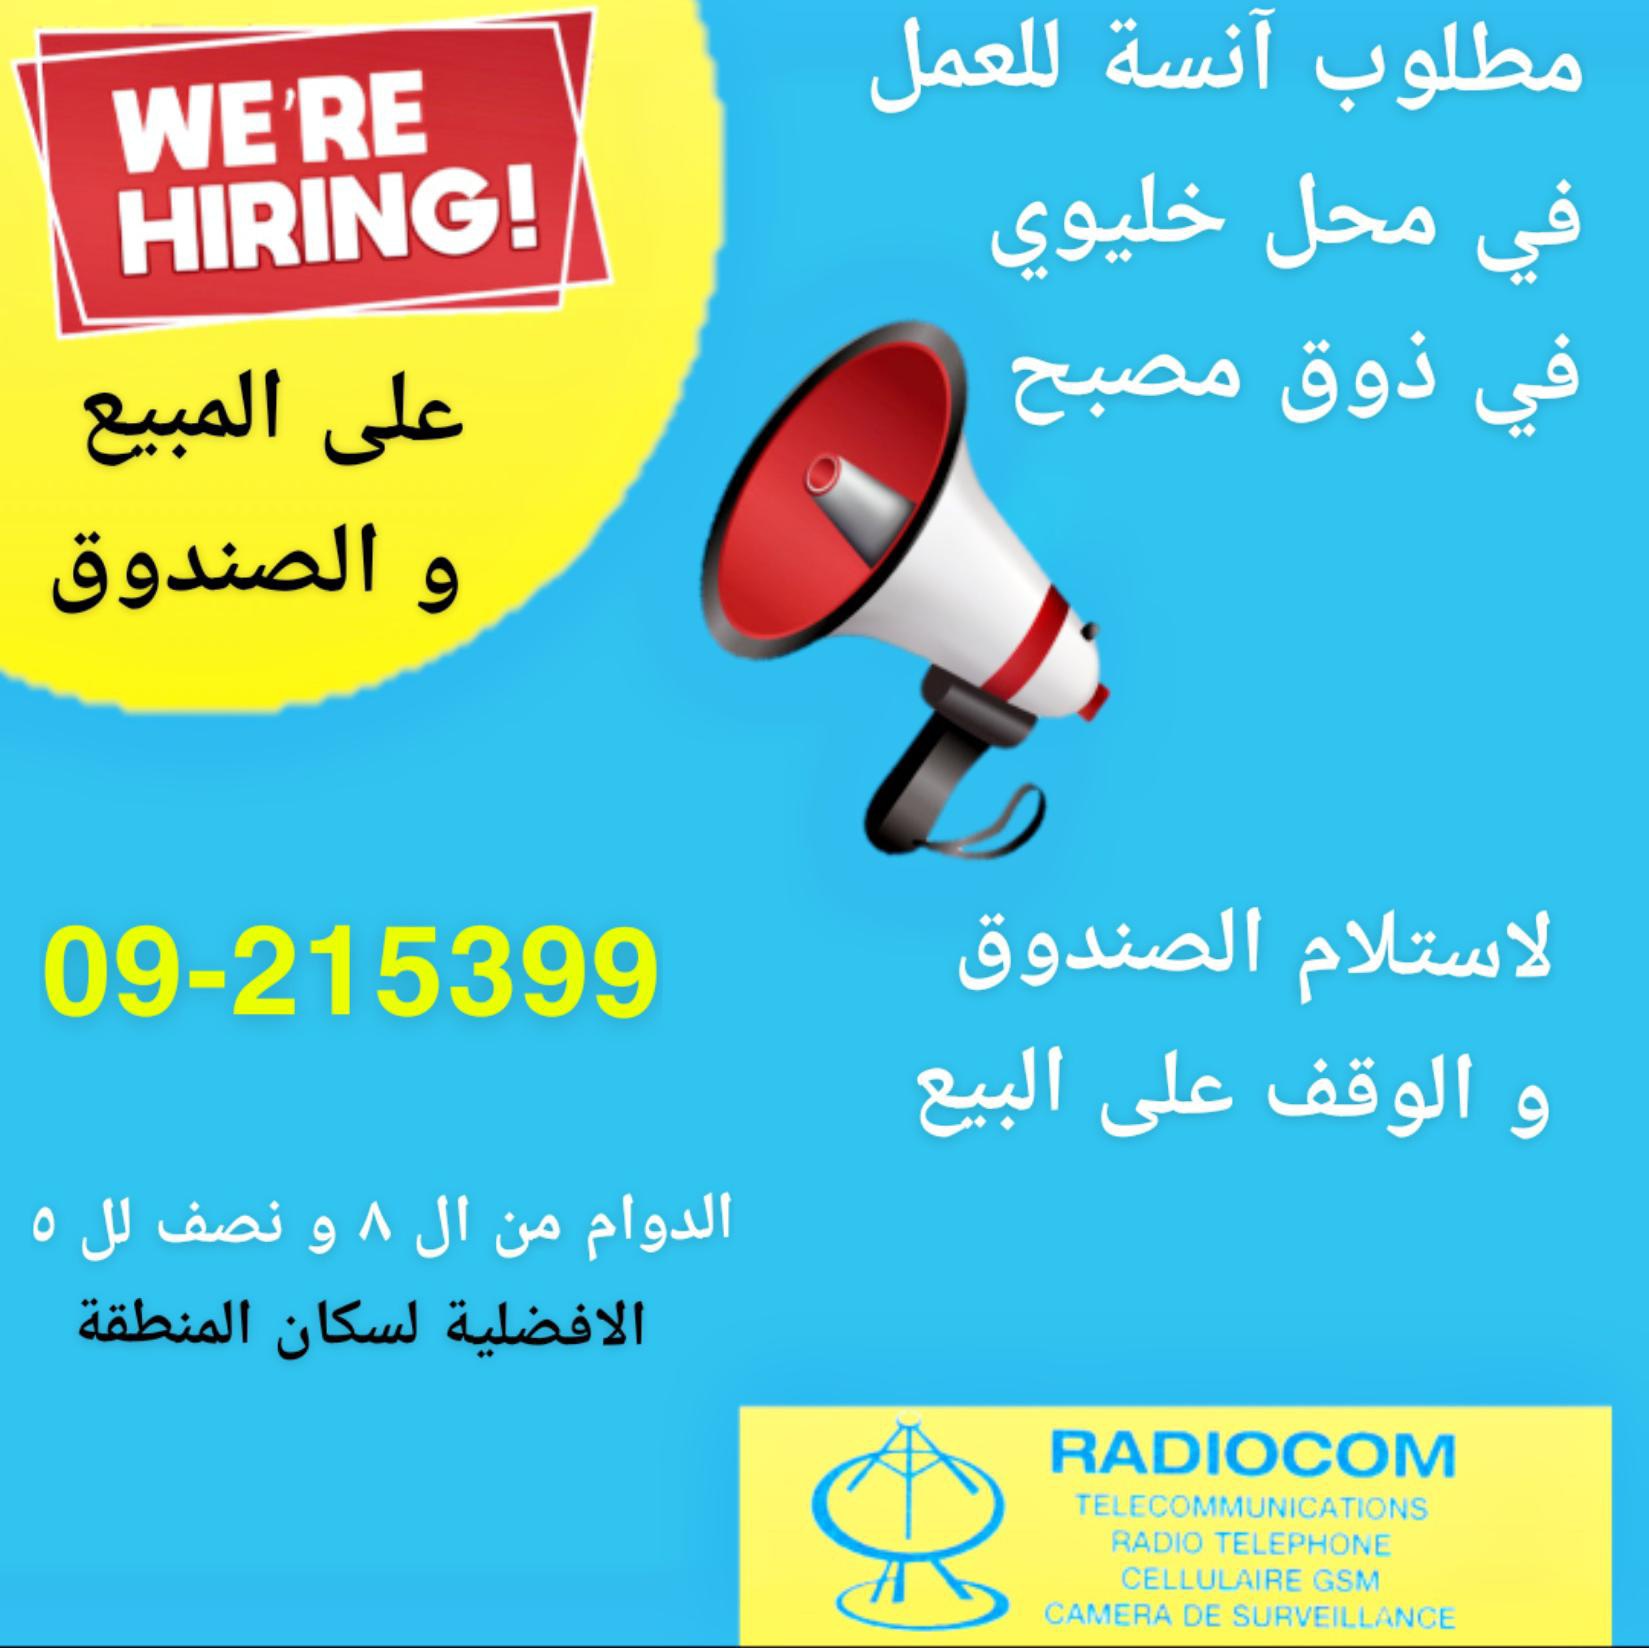 WE'RE
HIRING!
على المبيع
و الصندوق
مطلوب آنسة للعمل
في محل خليوي
في ذوق مصبح
09-215399
لاستلام الصندوق
و الوقف على البيع
الدوام من ال ٨ و نصف لل ٥
الافضلية لسكان المنطقة
RADIOCOM
TELECOMMUNICATIONS
RADIO TELEPHONE
CELLULAIRE GSM
CAMERA DE SURVEILLANCE